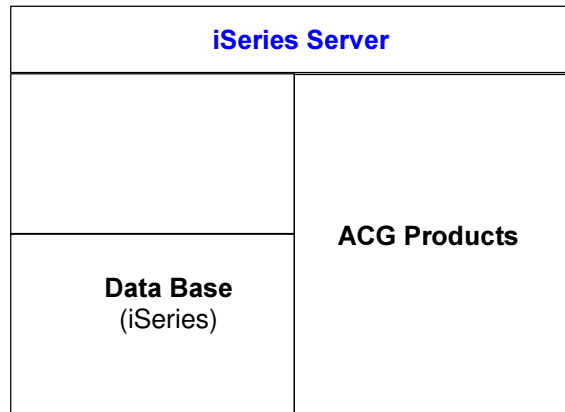 iSeries Server
ACG Products
Data Base
(iSeries)